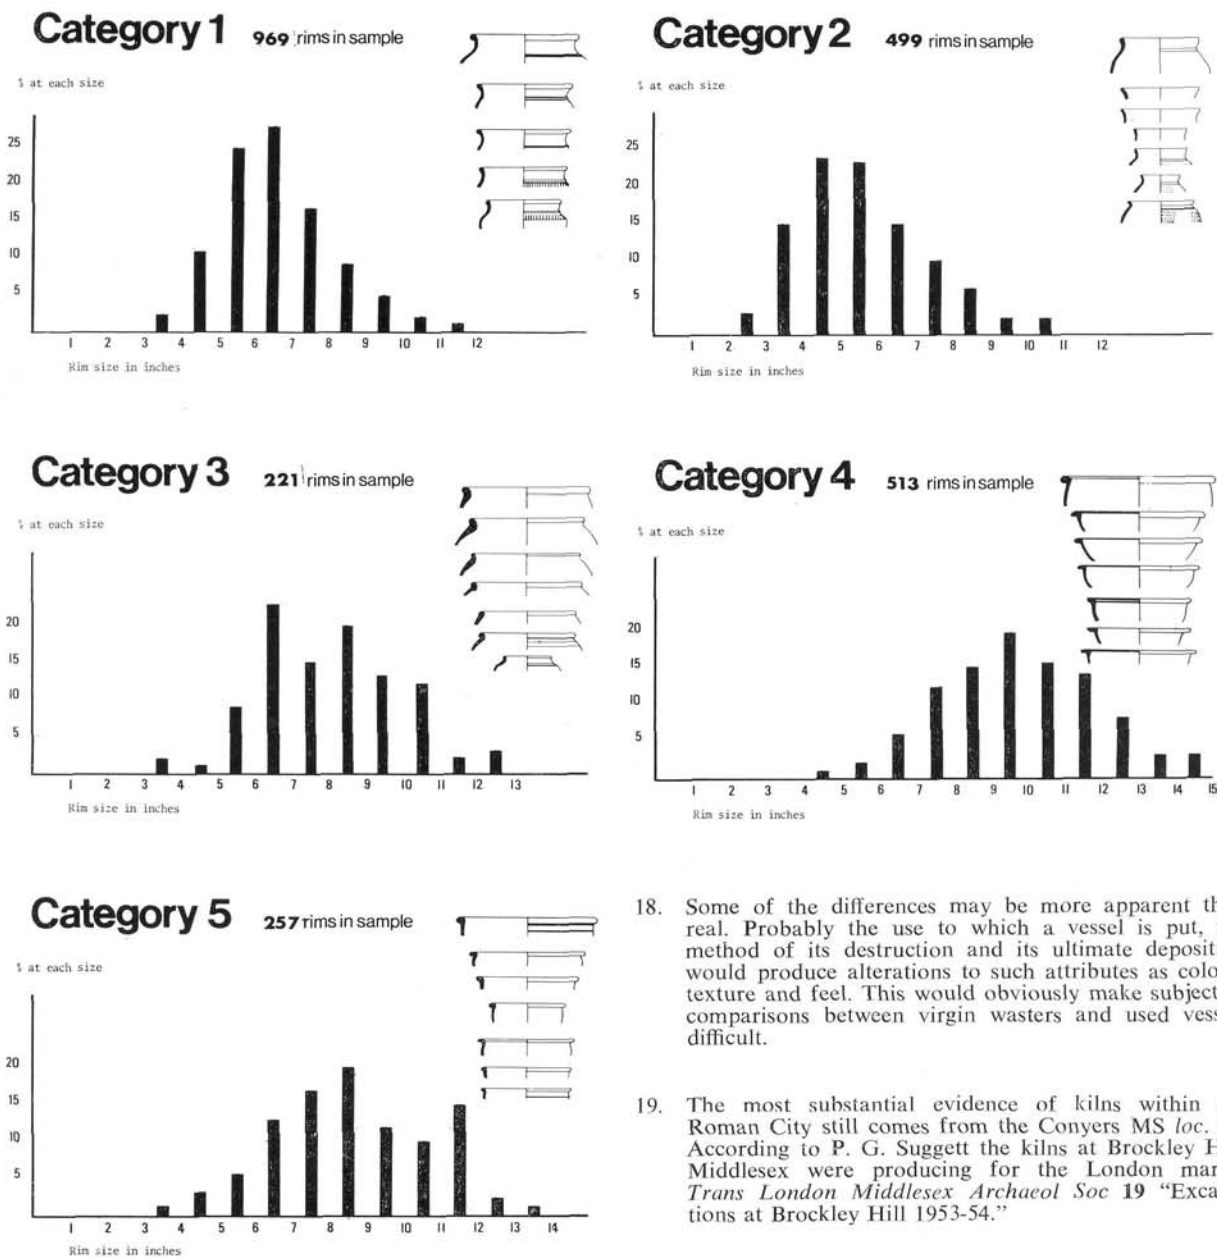 Category 1 969 rims in sample
% at each size
25
20
15
10
5
1 2 3 4 5 6 7 8 9 10 11 12
Rim size in inches
Category 2 499 rims in sample
% at each size
25
20
15
10
5
1 2 3 4 5 6 7 8 9 10 11 12
Rim size in inches
Category 3 221 rims in sample
% at each size
20
15
10
5
1 2 3 4 5 6 7 8 9 10 11 12 13
Rim size in inches
Category 4 513 rims in sample
% at each size
20
15
10
5
1 2 3 4 5 6 7 8 9 10 11 12 13 14 15
Rim size in inches
Category 5 257 rims in sample
% at each size
20
15
10
5
1 2 3 4 5 6 7 8 9 10 11 12 13 14
Rim size in inches
18. Some of the differences may be more apparent th
real. Probably the use to which a vessel is put,
method of its destruction and its ultimate depositi
would produce alterations to such attributes as colo
texture and feel. This would obviously make subject
comparisons between virgin wasters and used vess
difficult.
19. The most substantial evidence of kilns within
Roman City still comes from the Conyers MS loc.
According to P. G. Suggett the kilns at Brockley H
Middlesex were producing for the London mar
Trans London Middlesex Archaeol Soc 19 “Exca
tions at Brockley Hill 1953-54.”